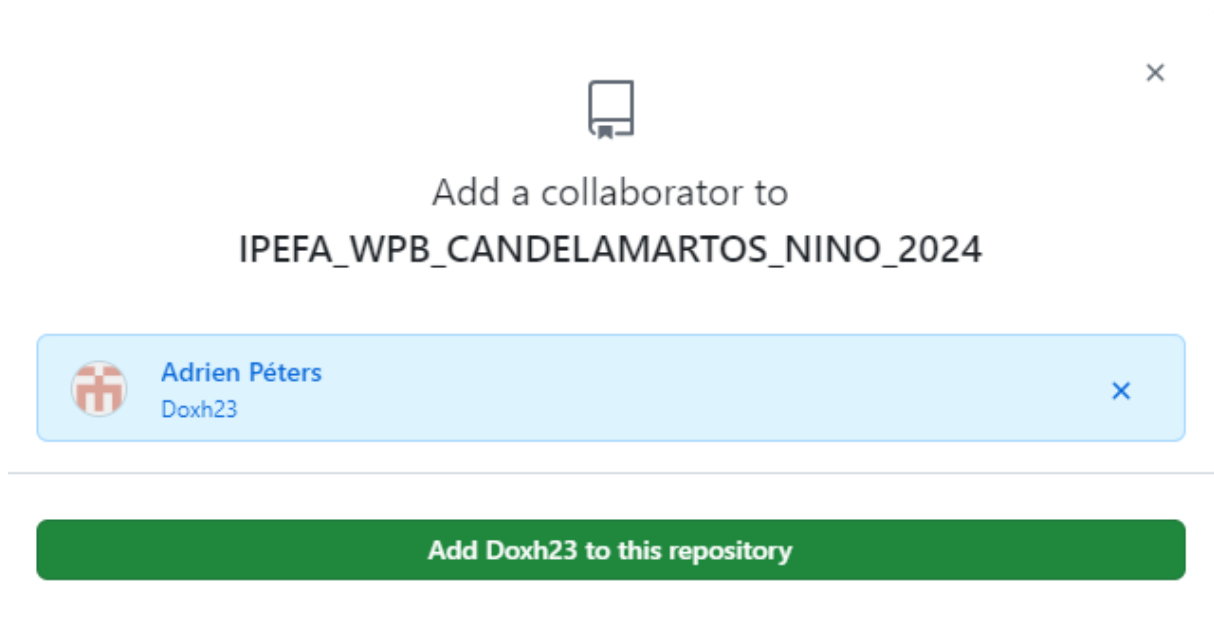 Add a collaborator to
IPEFA_WPB_CANDELAMARTOS_NINO_2024
Adrien Péters
Doxh23
Add Doxh23 to this repository